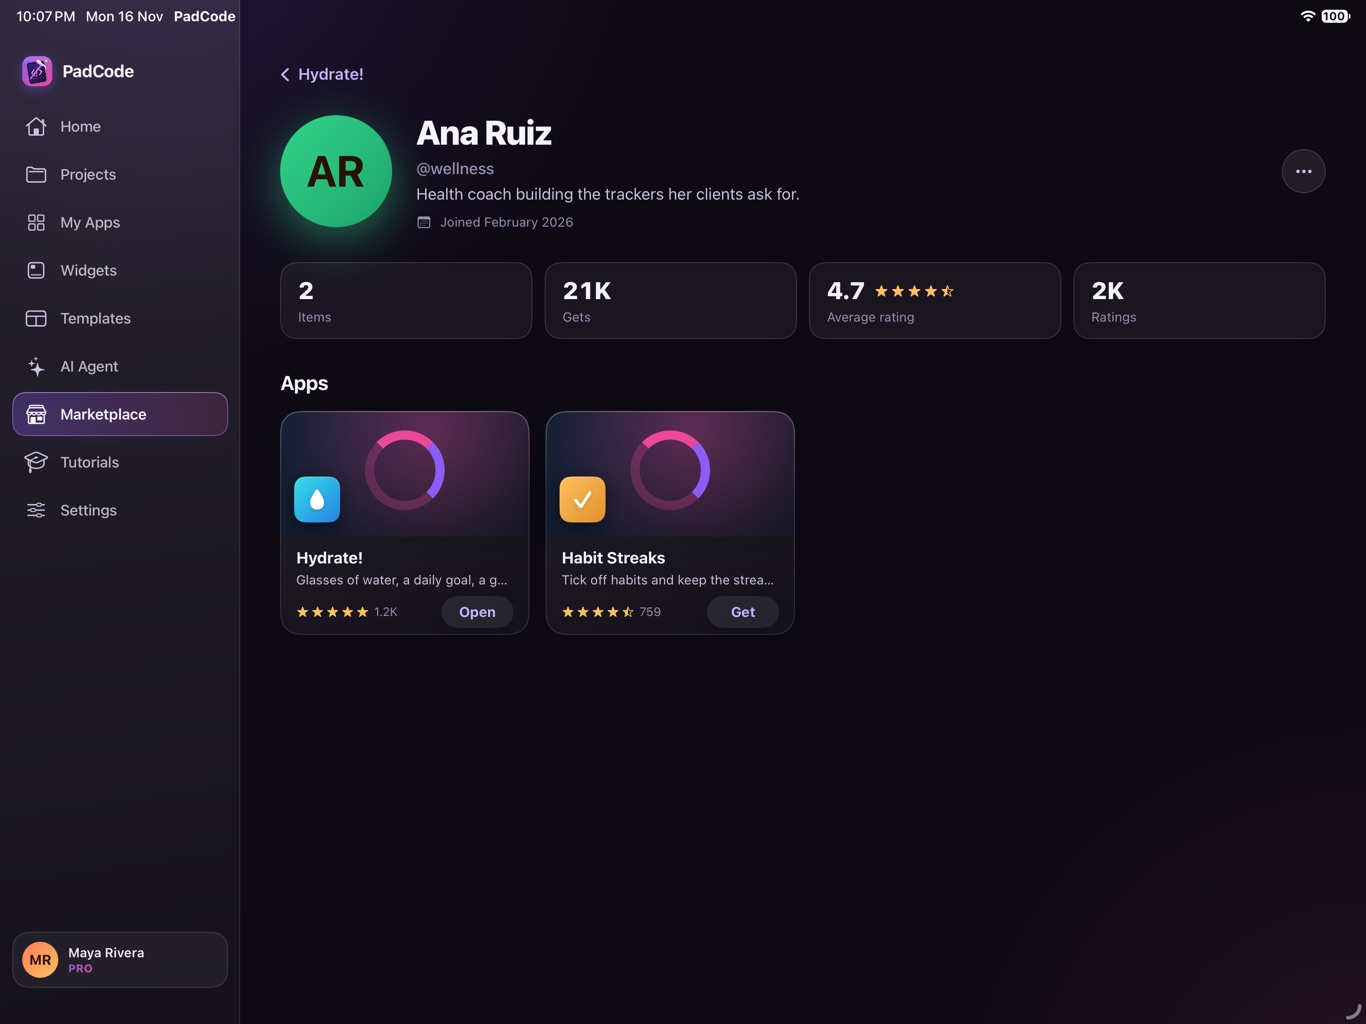 10:07 PM Mon 16 Nov PadCode
100
PadCode
Home
Projects
My Apps
Widgets
Templates
AI Agent
Marketplace
Tutorials
Settings
MR
Maya Rivera
PRO
Hydrate!
AR
Ana Ruiz
@wellness
Health coach building the trackers her clients ask for.
Joined February 2026
2
Items
21K
Gets
4.7
Average rating
2K
Ratings
Apps
Hydrate!
Glasses of water, a daily goal, a g...
1.2K
Open
Habit Streaks
Tick off habits and keep the strea...
759
Get